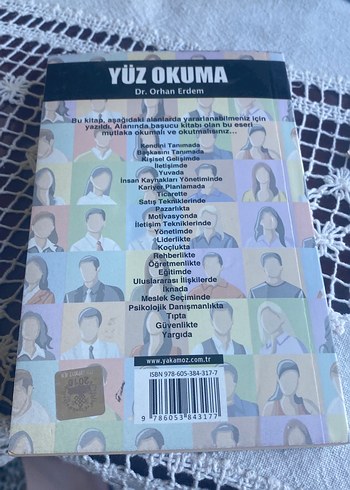 YÜZ OKUMA
Dr. Orhan Erdem
Bu kitap, aşağıdaki alanlarda yararlanabilmeniz için
yazıldı. Alanında başucu kitabı olan bu eseri
mutlaka okumalı ve okutmalısınız...
Kendini Tanımada
Başkasını Tanımada
Kişisel Gelişimde
İletişimde
Yuvada
İnsan Kaynakları Yönetiminde
Kariyer Planlamada
Ticarette
Satış Tekniklerinde
Pazarlıkta
Motivasyonda
İletişim Tekniklerinde
Yönetimde
Liderlikte
Koçlukta
Rehberlikte
Öğretmenlikte
Eğitimde
Uluslararası İlişkilerde
İknada
Meslek Seçiminde
Psikolojik Danışmanlıkta
Tıpta
Güvenlikte
Yargıda
www.yakamoz.com.tr
ISBN 978-605-384-317-7
9 786053 843177